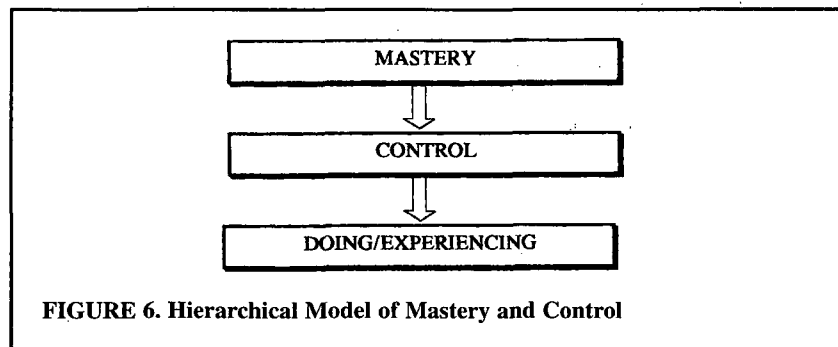 MASTERY
CONTROL
DOING/EXPERIENCING
FIGURE 6. Hierarchical Model of Mastery and Control